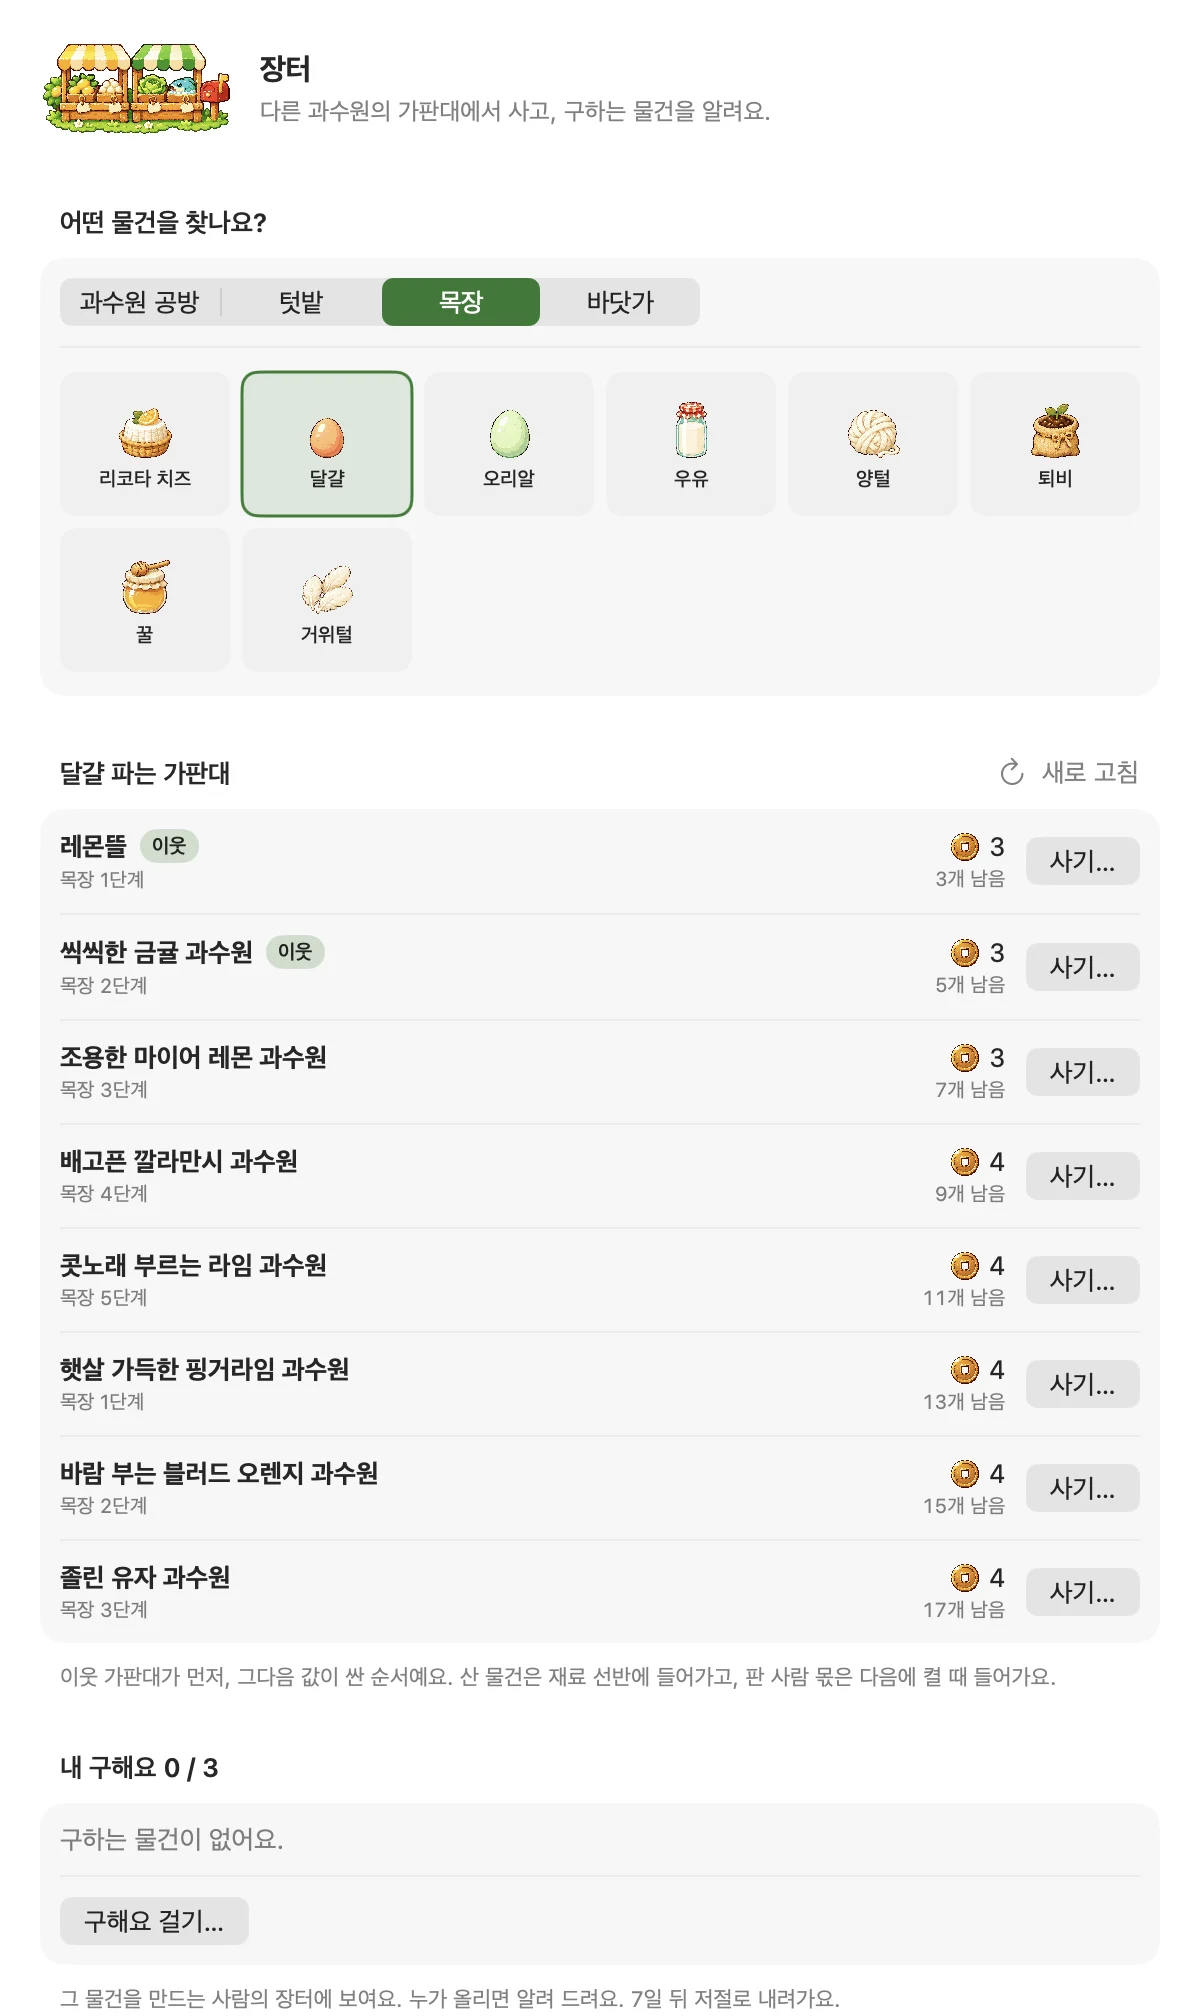 장터
다른 과수원의 가판대에서 사고, 구하는 물건을 알려요.
어떤 물건을 찾나요?
과수원 공방
텃밭
목장
바닷가
리코타 치즈
달걀
오리알
우유
양털
퇴비
꿀
거위털
달걀 파는 가판대
새로 고침
레몬뜰 이웃
목장 1단계
3
3개 남음
사기...
씩씩한 금귤 과수원 이웃
목장 2단계
3
5개 남음
사기...
조용한 마이어 레몬 과수원
목장 3단계
3
7개 남음
사기...
배고픈 깔라만시 과수원
목장 4단계
4
9개 남음
사기...
콧노래 부르는 라임 과수원
목장 5단계
4
11개 남음
사기...
햇살 가득한 핑거라임 과수원
목장 1단계
4
13개 남음
사기...
바람 부는 블러드 오렌지 과수원
목장 2단계
4
15개 남음
사기...
졸린 유자 과수원
목장 3단계
4
17개 남음
사기...
이웃 가판대가 먼저, 그다음 값이 싼 순서예요. 산 물건은 재료 선반에 들어가고, 판 사람 몫은 다음에 켤 때 들어가요.
내 구해요 0 / 3
구하는 물건이 없어요.
구해요 걸기...
그 물건을 만드는 사람의 장터에 보여요. 누가 올리면 알려 드려요. 7일 뒤 저절로 내려가요.